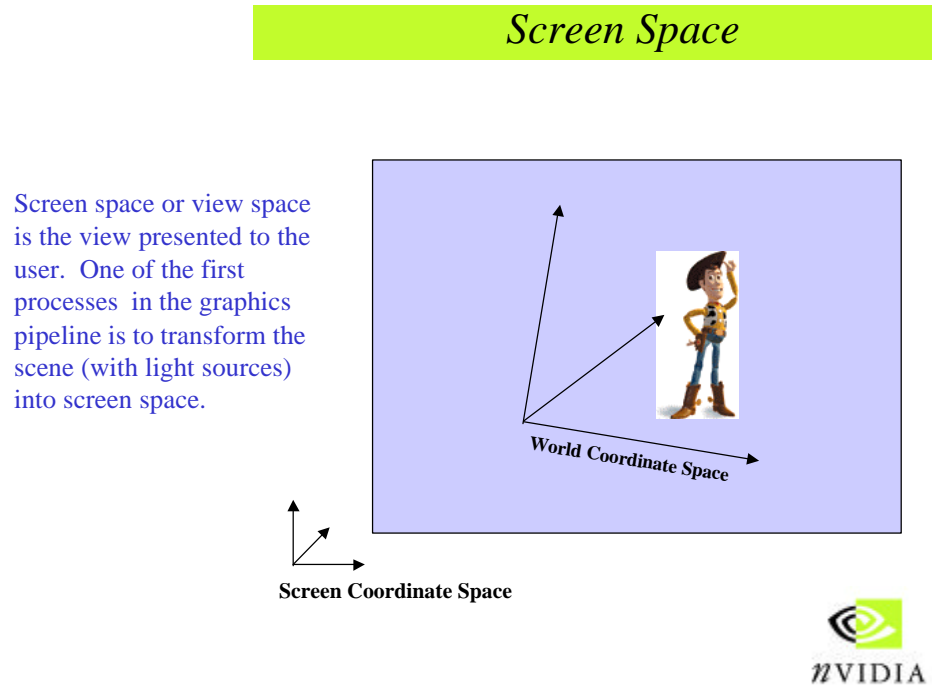 Screen Space
Screen space or view space
is the view presented to the
user.  One of the first
processes  in the graphics
pipeline is to transform the
scene (with light sources)
into screen space.
World Coordinate Space
Screen Coordinate Space
nVIDIA